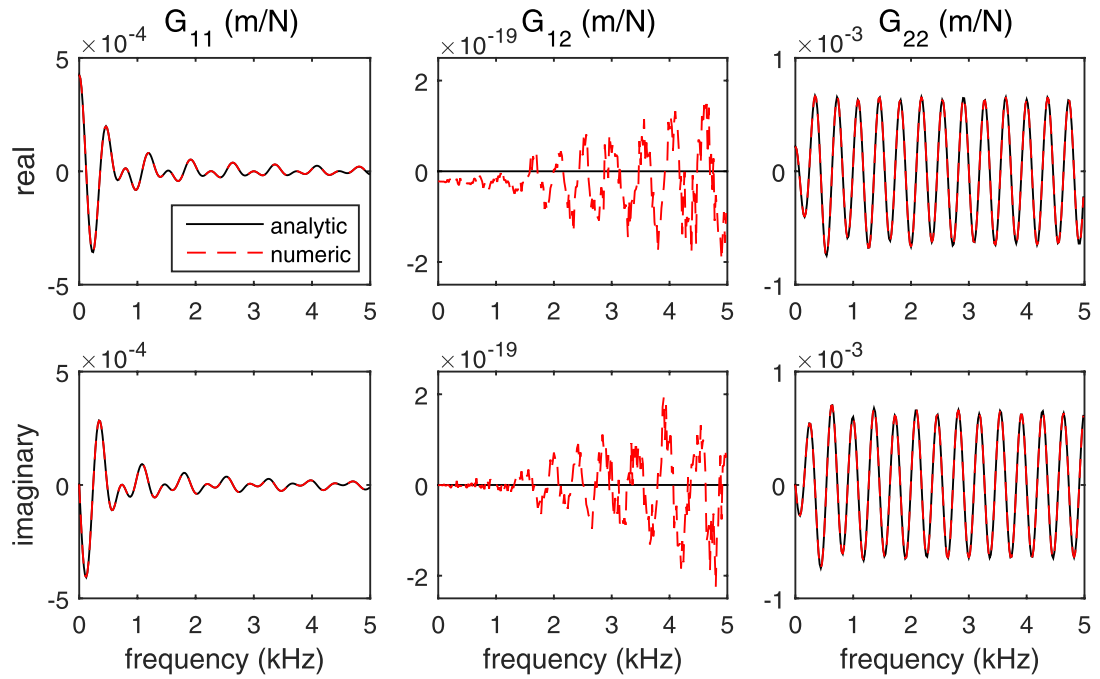 G11 (m/N)
G12 (m/N)
G22 (m/N)
×10-4
×10-19
×10-3
real
5
0
-5
0 1 2 3 4 5
analytic
numeric
2
0
-2
0 1 2 3 4 5
1
0
-1
0 1 2 3 4 5
×10-4
×10-19
×10-3
imaginary
5
0
-5
0 1 2 3 4 5
frequency (kHz)
2
0
-2
0 1 2 3 4 5
frequency (kHz)
1
0
-1
0 1 2 3 4 5
frequency (kHz)